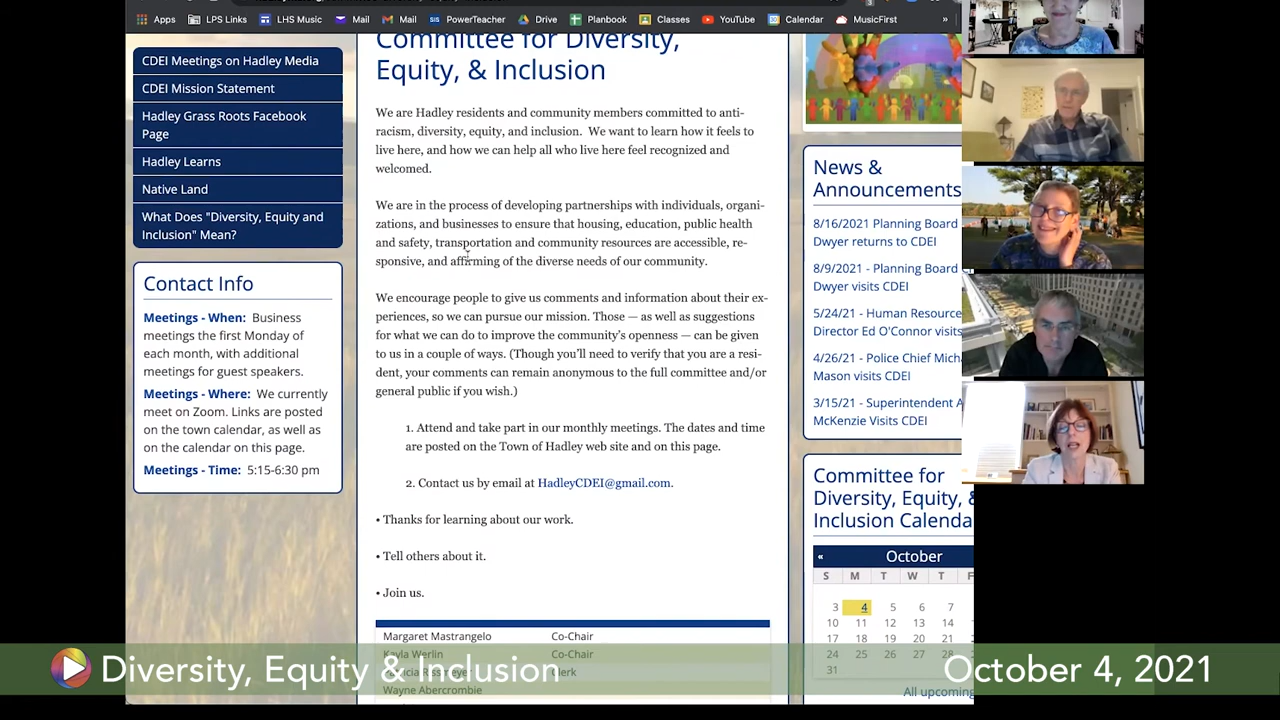 Apps
LPS Links
LHS Music
Mail
Mail
SIS PowerTeacher
Drive
Planbook
Classes
YouTube
Calendar
MusicFirst
»
CDEI Meetings on Hadley Media
CDEI Mission Statement
Hadley Grass Roots Facebook
Page
Hadley Learns
Native Land
What Does "Diversity, Equity and
Inclusion" Mean?
Contact Info
Meetings - When: Business
meetings the first Monday of
each month, with additional
meetings for guest speakers.
Meetings - Where: We currently
meet on Zoom. Links are posted
on the town calendar, as well as
on the calendar on this page.
Meetings - Time: 5:15-6:30 pm
Committee for Diversity,
Equity, & Inclusion
We are Hadley residents and community members committed to anti-
racism, diversity, equity, and inclusion. We want to learn how it feels to
live here, and how we can help all who live here feel recognized and
welcomed.
We are in the process of developing partnerships with individuals, organi-
zations, and businesses to ensure that housing, education, public health
and safety, transportation and community resources are accessible, re-
sponsive, and affirming of the diverse needs of our community.
We encourage people to give us comments and information about their ex-
periences, so we can pursue our mission. Those — as well as suggestions
for what we can do to improve the community's openness — can be given
to us in a couple of ways. (Though you'll need to verify that you are a resi-
dent, your comments can remain anonymous to the full committee and/or
general public if you wish.)
1. Attend and take part in our monthly meetings. The dates and time
are posted on the Town of Hadley web site and on this page.
2. Contact us by email at HadleyCDEI@gmail.com.
• Thanks for learning about our work.
• Tell others about it.
• Join us.
Margaret Mastrangelo Co-Chair
Kayla Werlin Co-Chair
Clerk
Wayne Abercrombie
News &
Announcements
8/16/2021 Planning Board
Dwyer returns to CDEI
8/9/2021 - Planning Board C
Dwyer visits CDEI
5/24/21 - Human Resource
Director Ed O'Connor visits
4/26/21 - Police Chief Mich
Mason visits CDEI
3/15/21 - Superintendent A
McKenzie Visits CDEI
Committee for
Diversity, Equity, &
Inclusion Calenda
« October
S M T W T F
3 4 5 6 7
10 11 12 13 14
17 18 19 20 21
24 25 26 27 28
31
All upcoming
Diversity, Equity & Inclusion
October 4, 2021